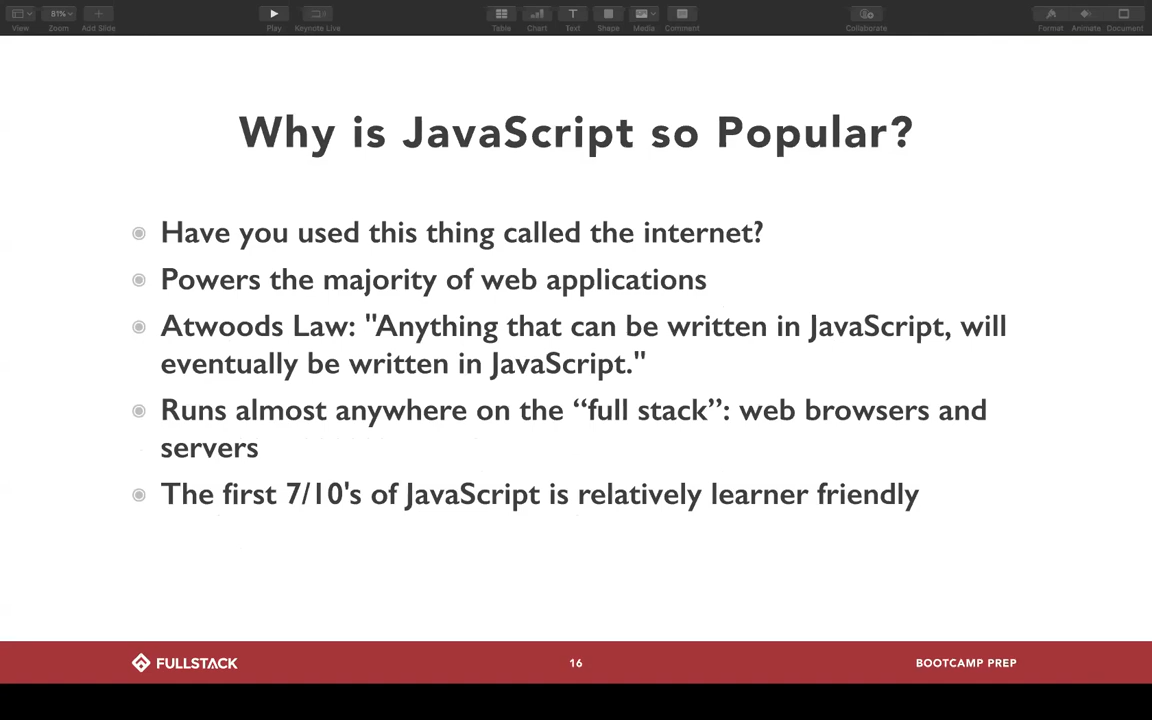 View Zoom Add Slide Play Keynote Live Table Chart Text Shape Media Comment Collaborate Format Animate Document
81%
Why is JavaScript so Popular?
Have you used this thing called the internet?
Powers the majority of web applications
Atwoods Law: "Anything that can be written in JavaScript, will
eventually be written in JavaScript."
Runs almost anywhere on the “full stack”: web browsers and
servers
The first 7/10's of JavaScript is relatively learner friendly
FULLSTACK 16 BOOTCAMP PREP